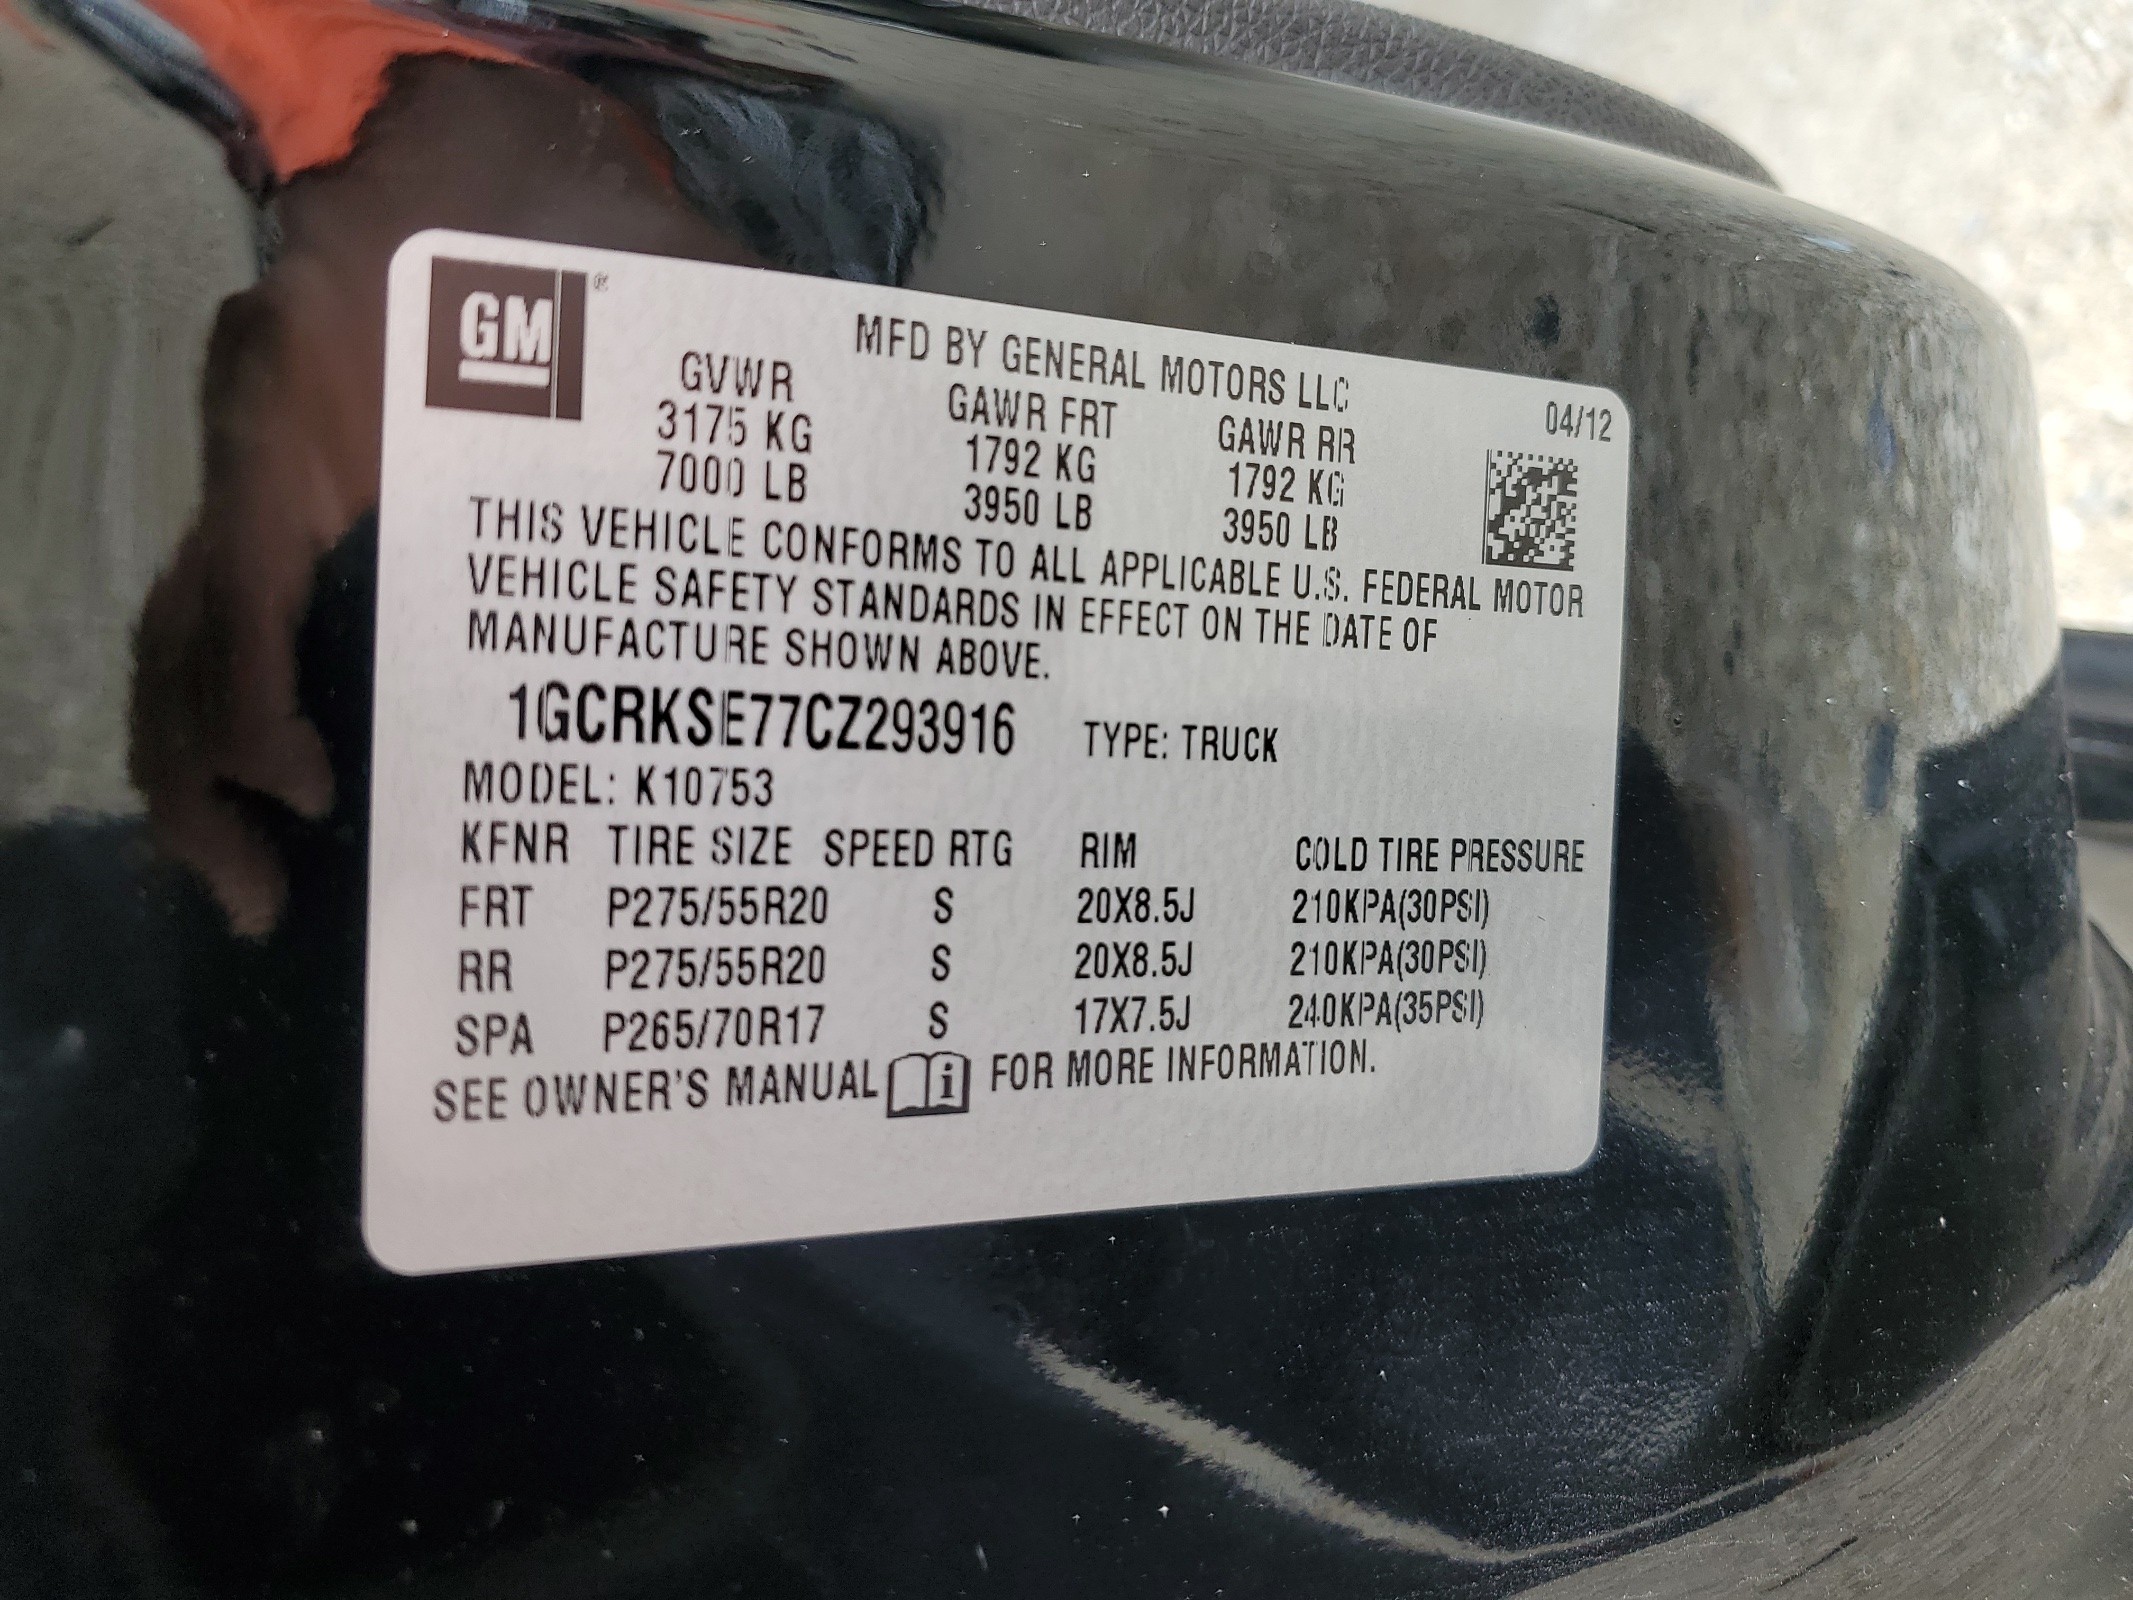 GM ®
MFD BY GENERAL MOTORS LLC
04/12
GVWR GAWR FRT GAWR RR
3175 KG 1792 KG 1792 KG
7000 LB 3950 LB 3950 LB
THIS VEHICLE CONFORMS TO ALL APPLICABLE U.S. FEDERAL MOTOR
VEHICLE SAFETY STANDARDS IN EFFECT ON THE DATE OF
MANUFACTURE SHOWN ABOVE.
1GCRKSE77CZ293916 TYPE: TRUCK
MODEL: K10753
KFNR TIRE SIZE SPEED RTG RIM COLD TIRE PRESSURE
FRT P275/55R20 S 20X8.5J 210KPA(30PSI)
RR P275/55R20 S 20X8.5J 210KPA(30PSI)
SPA P265/70R17 S 17X7.5J 240KPA(35PSI)
SEE OWNER'S MANUAL i FOR MORE INFORMATION.